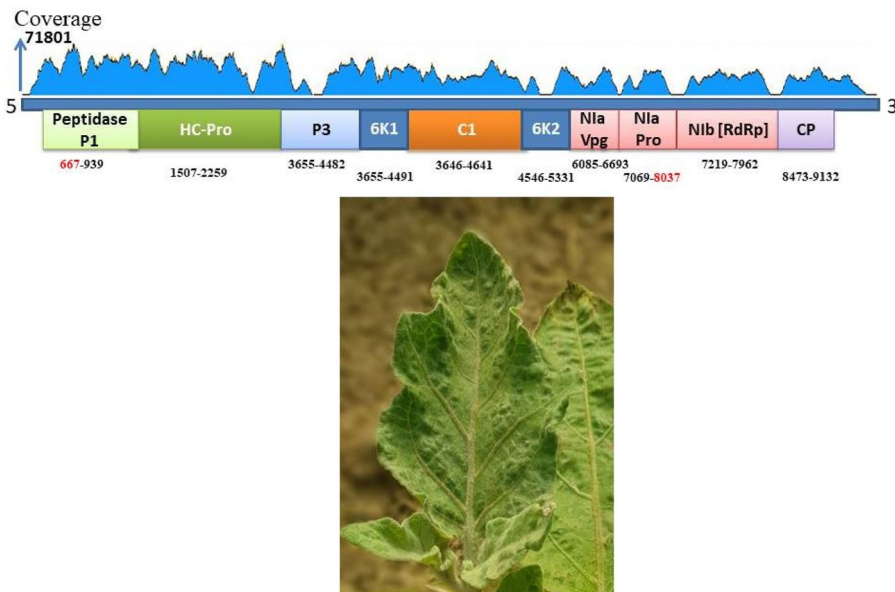 Coverage
71801
5
3
Peptidase
P1
HC-Pro
P3
6K1
C1
6K2
NIa
Vpg
NIa
Pro
NIb [RdRp]
CP
667-939
1507-2259
3655-4482
3655-4491
3646-4641
4546-5331
6085-6693
7069-8037
7219-7962
8473-9132